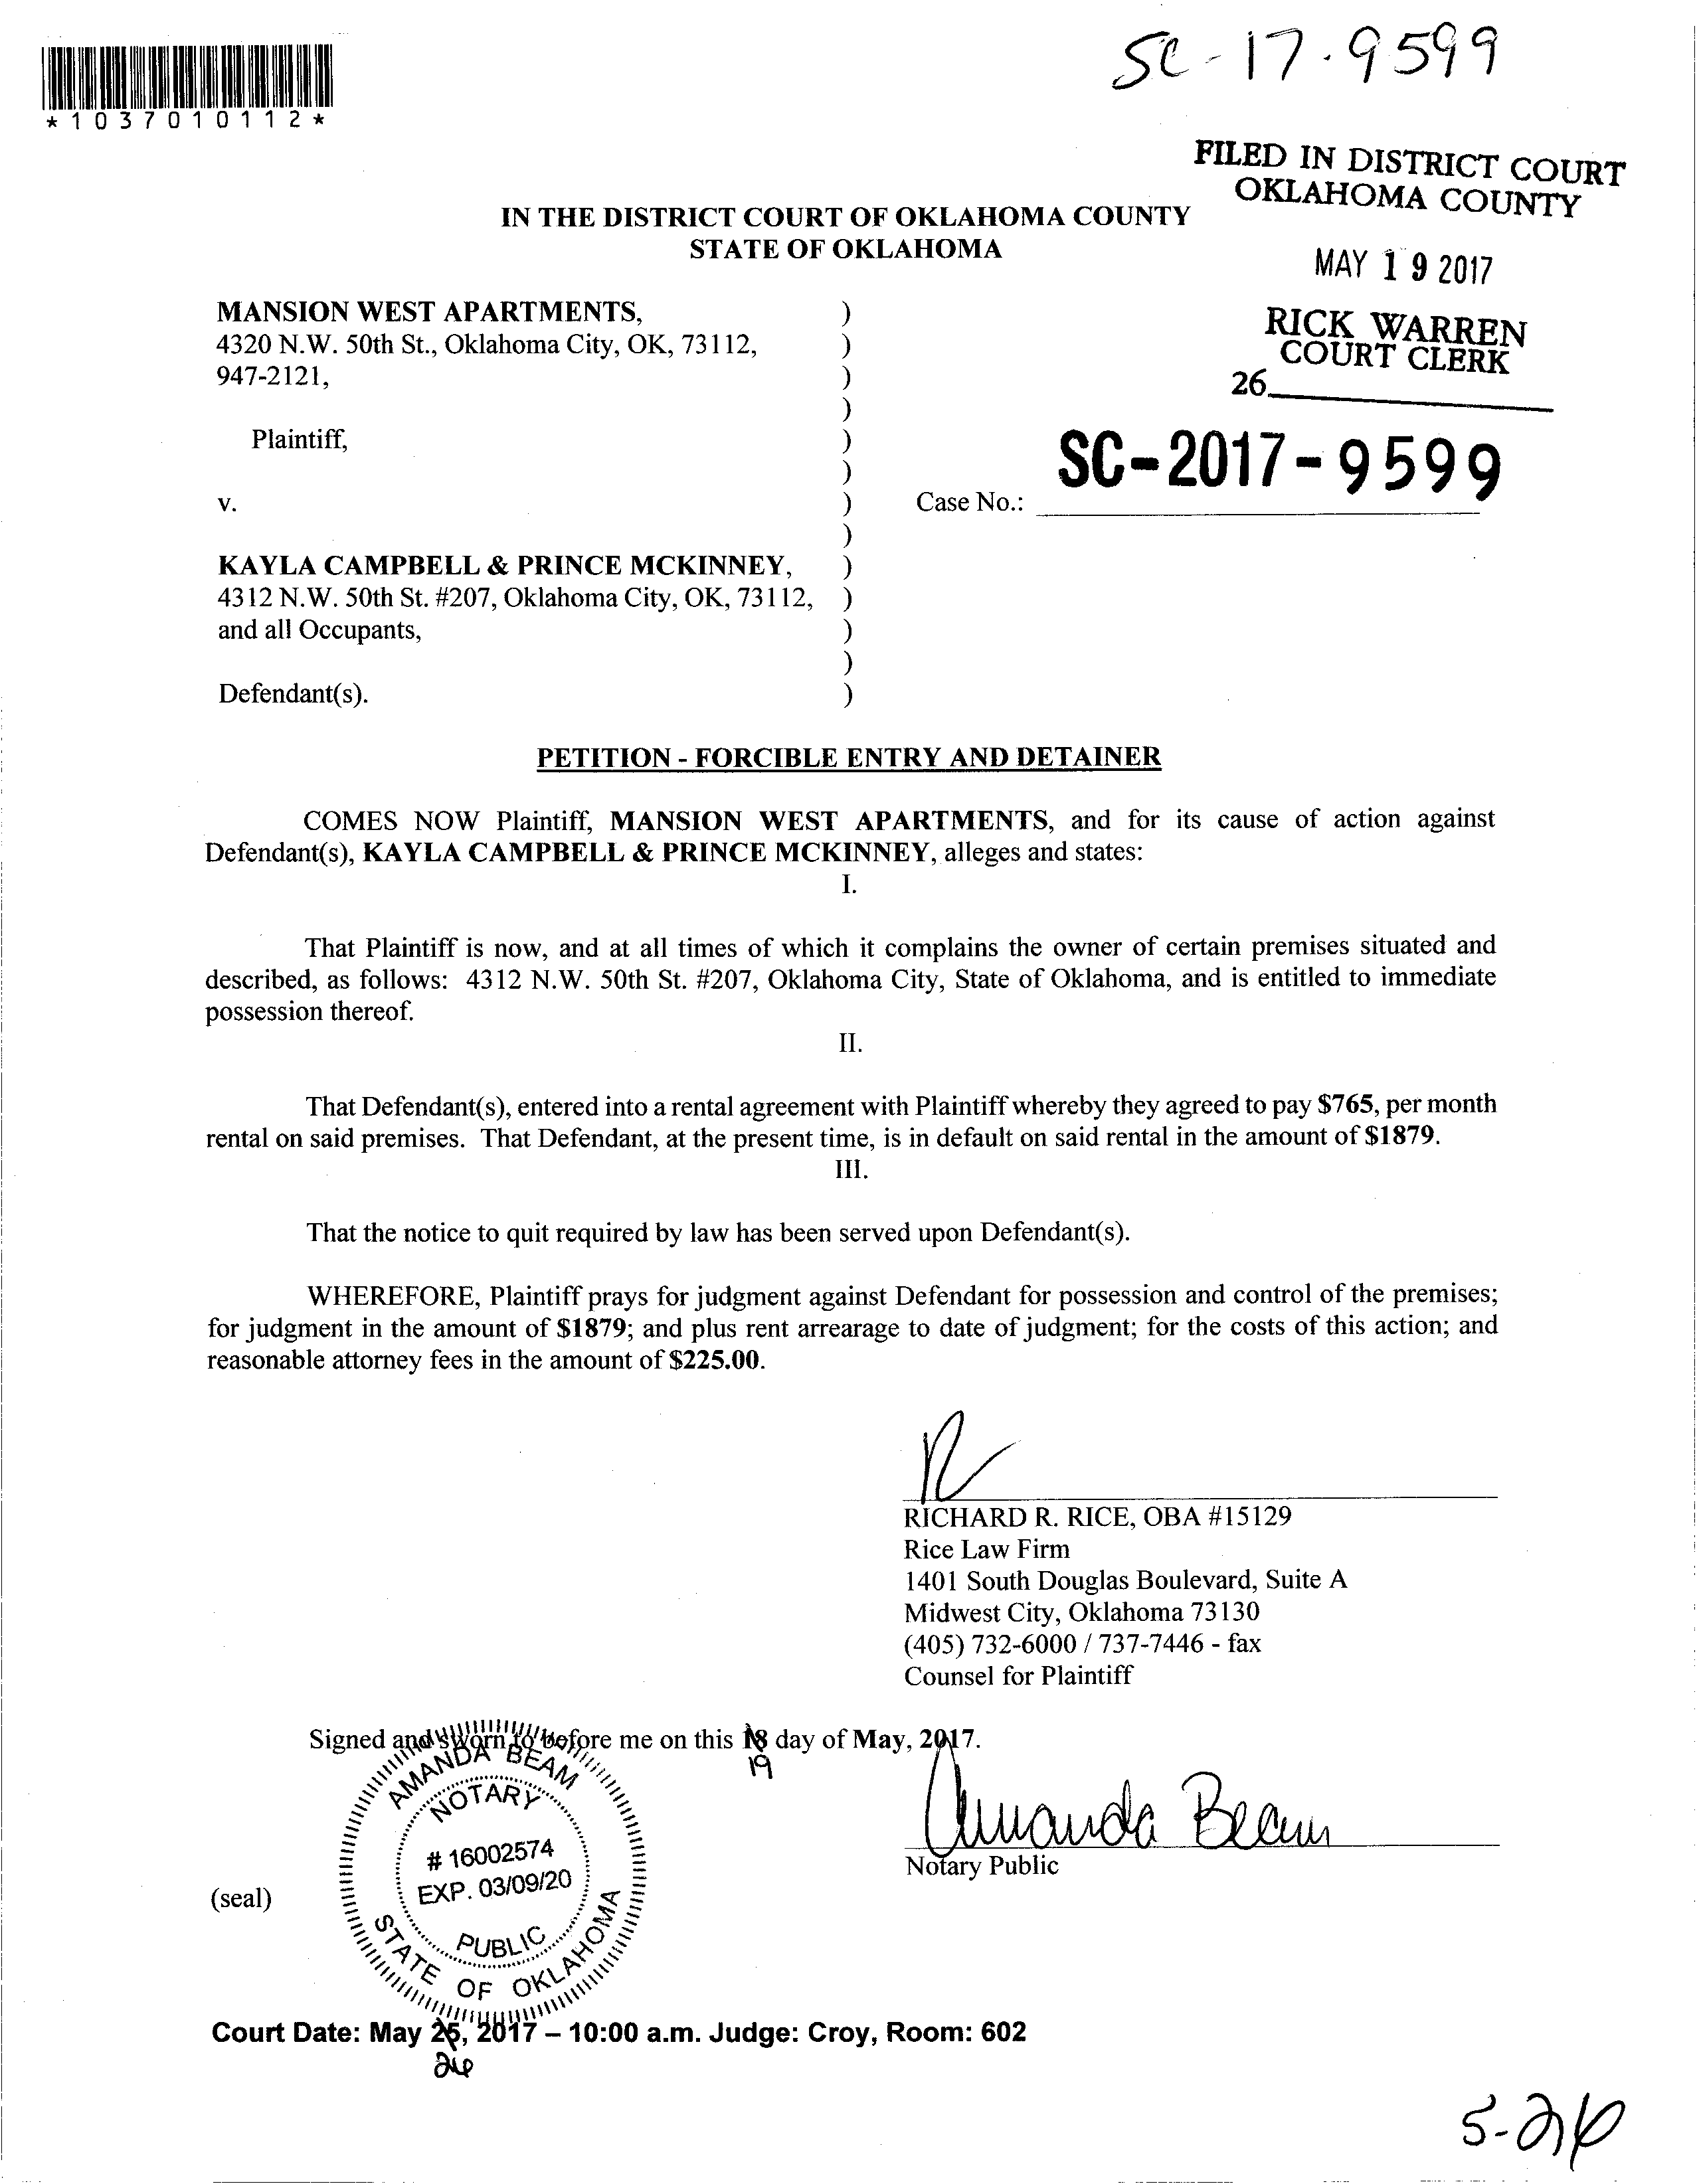 SC-17-9599
*1037010112*
FILED IN DISTRICT COURT
OKLAHOMA COUNTY
IN THE DISTRICT COURT OF OKLAHOMA COUNTY
STATE OF OKLAHOMA
MAY 19 2017
RICK WARREN
COURT CLERK
26
MANSION WEST APARTMENTS, )
4320 N.W. 50th St., Oklahoma City, OK, 73112, )
947-2121, )
)
Plaintiff, )
)
v. ) Case No.: SC-2017-9599
)
KAYLA CAMPBELL & PRINCE MCKINNEY, )
4312 N.W. 50th St. #207, Oklahoma City, OK, 73112, )
and all Occupants, )
)
Defendant(s). )
PETITION - FORCIBLE ENTRY AND DETAINER
COMES NOW Plaintiff, MANSION WEST APARTMENTS, and for its cause of action against
Defendant(s), KAYLA CAMPBELL & PRINCE MCKINNEY, alleges and states:
I.
That Plaintiff is now, and at all times of which it complains the owner of certain premises situated and
described, as follows: 4312 N.W. 50th St. #207, Oklahoma City, State of Oklahoma, and is entitled to immediate
possession thereof.
II.
That Defendant(s), entered into a rental agreement with Plaintiff whereby they agreed to pay $765, per month
rental on said premises. That Defendant, at the present time, is in default on said rental in the amount of $1879.
III.
That the notice to quit required by law has been served upon Defendant(s).
WHEREFORE, Plaintiff prays for judgment against Defendant for possession and control of the premises;
for judgment in the amount of $1879; and plus rent arrearage to date of judgment; for the costs of this action; and
reasonable attorney fees in the amount of $225.00.
RICHARD R. RICE, OBA #15129
Rice Law Firm
1401 South Douglas Boulevard, Suite A
Midwest City, Oklahoma 73130
(405) 732-6000 / 737-7446 - fax
Counsel for Plaintiff
Signed and sworn to before me on this 18 day of May, 2017.
19
Amanda Beam
Notary Public
(seal)
AMANDA BEAM
NOTARY
# 16002574
EXP. 03/09/20
PUBLIC
STATE OF OKLAHOMA
Court Date: May 25, 2017 – 10:00 a.m. Judge: Croy, Room: 602
26
5-26